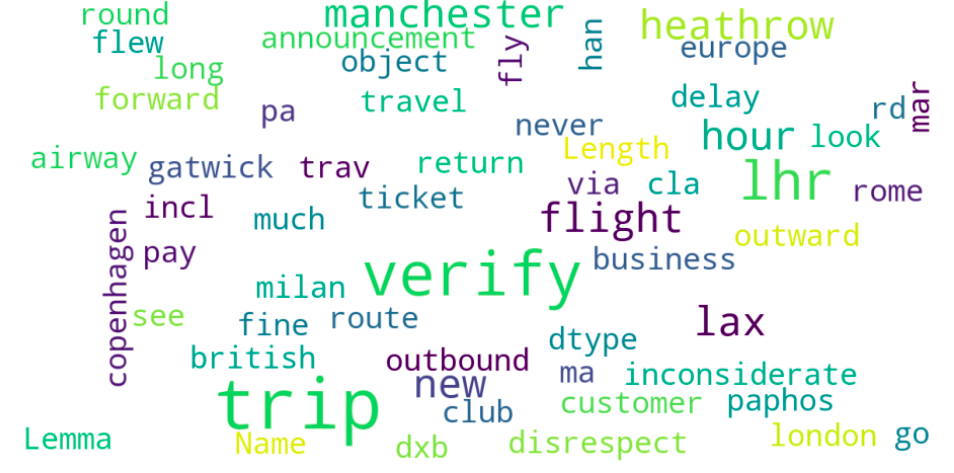 round
manchester
heathrow
flew
announcement
fly
han
europe
long
object
forward
pa
travel
delay
rd
mar
never
hour
look
airway
gatwick
trav
return
Length
via
cla
lhr
rome
incl
much
ticket
flight
outward
copenhagen
pay
verify
business
milan
see
fine
route
dtype
lax
british
outbound
new
ma
inconsiderate
trip
club
customer
paphos
Lemma
Name
dxb
disrespect
london
go